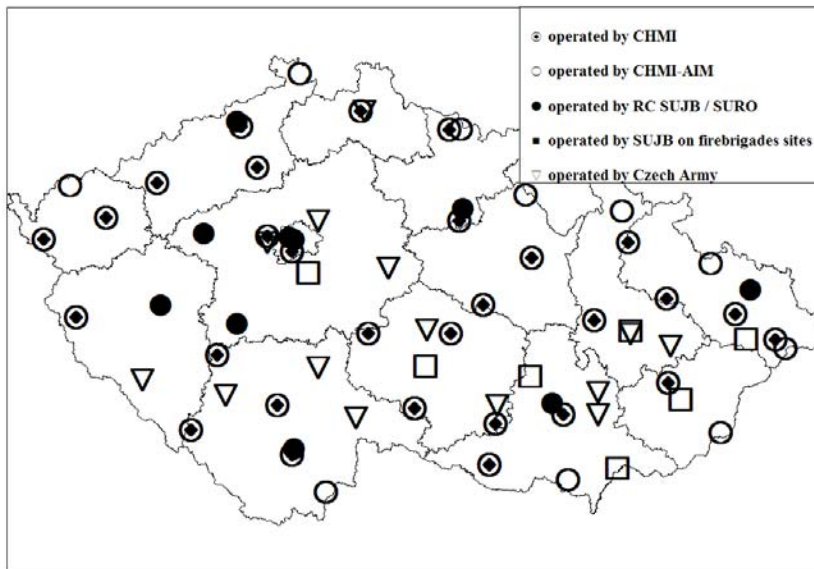 operated by CHMI
operated by CHMI-AIM
operated by RC SUJB / SURO
operated by SUJB on firebrigades sites
operated by Czech Army